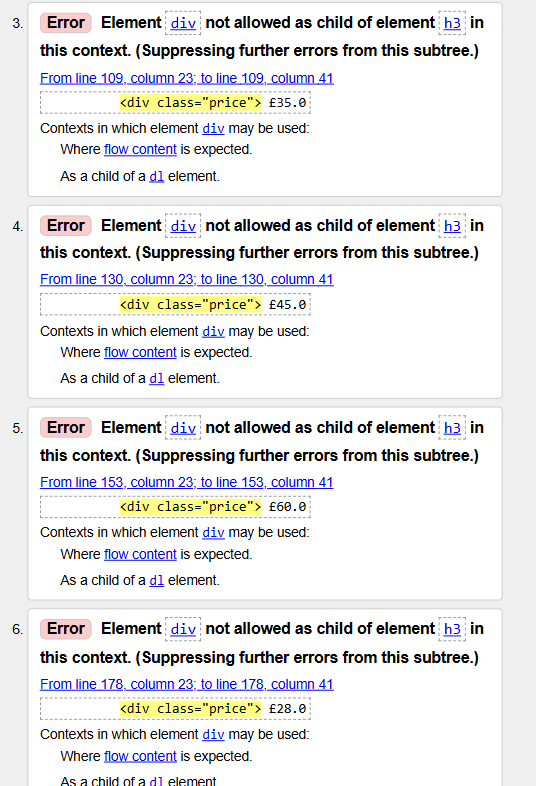 3. Error Element div not allowed as child of element h3 in
this context. (Suppressing further errors from this subtree.)
From line 109, column 23; to line 109, column 41
<div class="price"> £35.0
Contexts in which element div may be used:
Where flow content is expected.
As a child of a dl element.
4. Error Element div not allowed as child of element h3 in
this context. (Suppressing further errors from this subtree.)
From line 130, column 23; to line 130, column 41
<div class="price"> £45.0
Contexts in which element div may be used:
Where flow content is expected.
As a child of a dl element.
5. Error Element div not allowed as child of element h3 in
this context. (Suppressing further errors from this subtree.)
From line 153, column 23; to line 153, column 41
<div class="price"> £60.0
Contexts in which element div may be used:
Where flow content is expected.
As a child of a dl element.
6. Error Element div not allowed as child of element h3 in
this context. (Suppressing further errors from this subtree.)
From line 178, column 23; to line 178, column 41
<div class="price"> £28.0
Contexts in which element div may be used:
Where flow content is expected.
As a child of a dl element